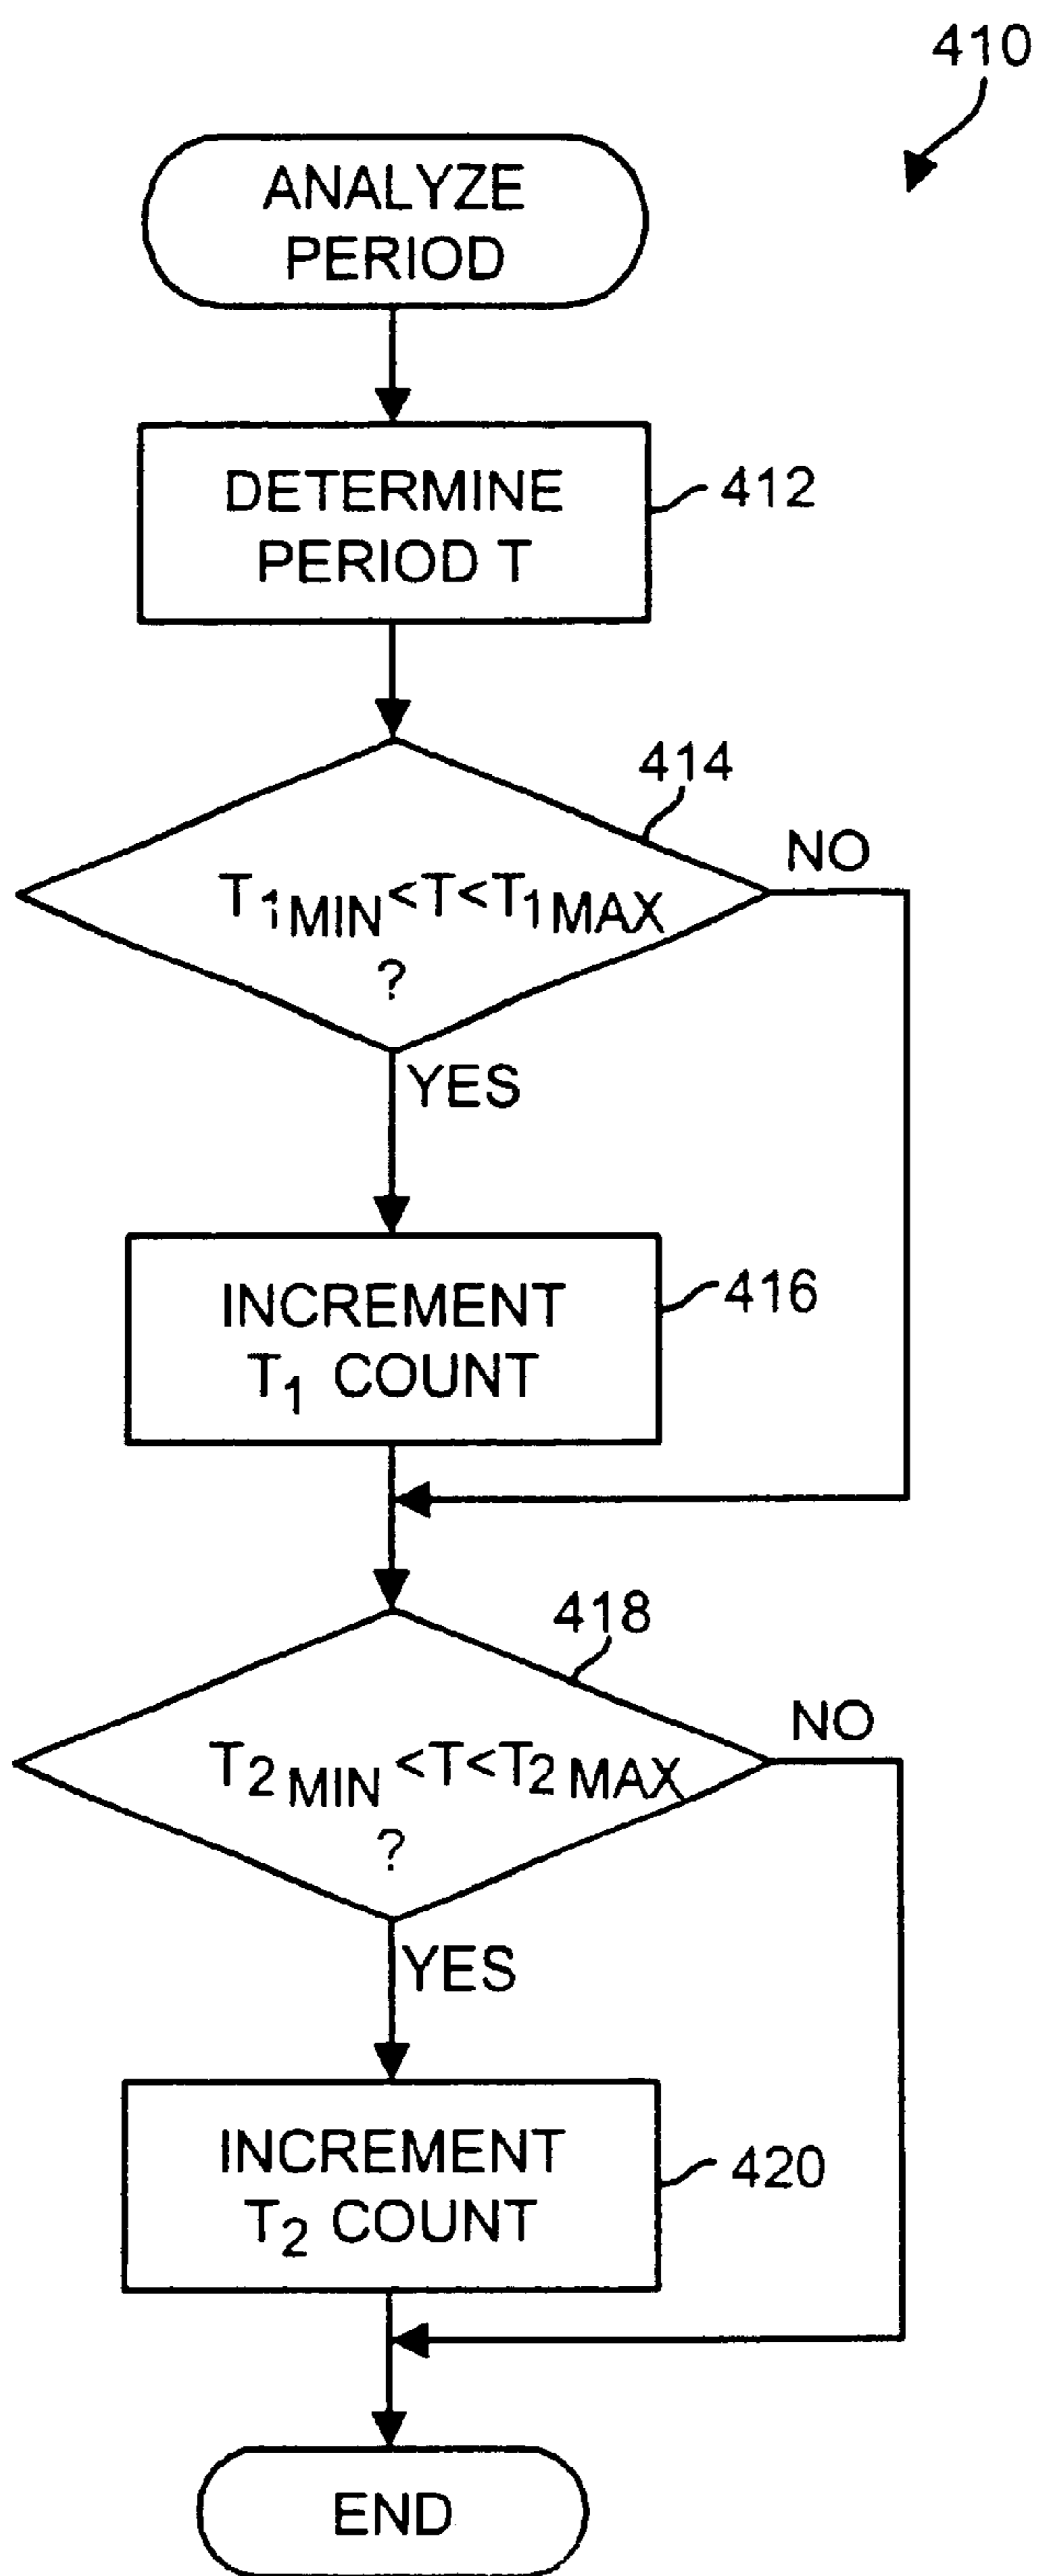 410
ANALYZE
PERIOD
DETERMINE
PERIOD T
412
414
NO
T1MIN<T<T1MAX
?
YES
INCREMENT
T1 COUNT
416
418
NO
T2MIN<T<T2MAX
?
YES
INCREMENT
T2 COUNT
420
END